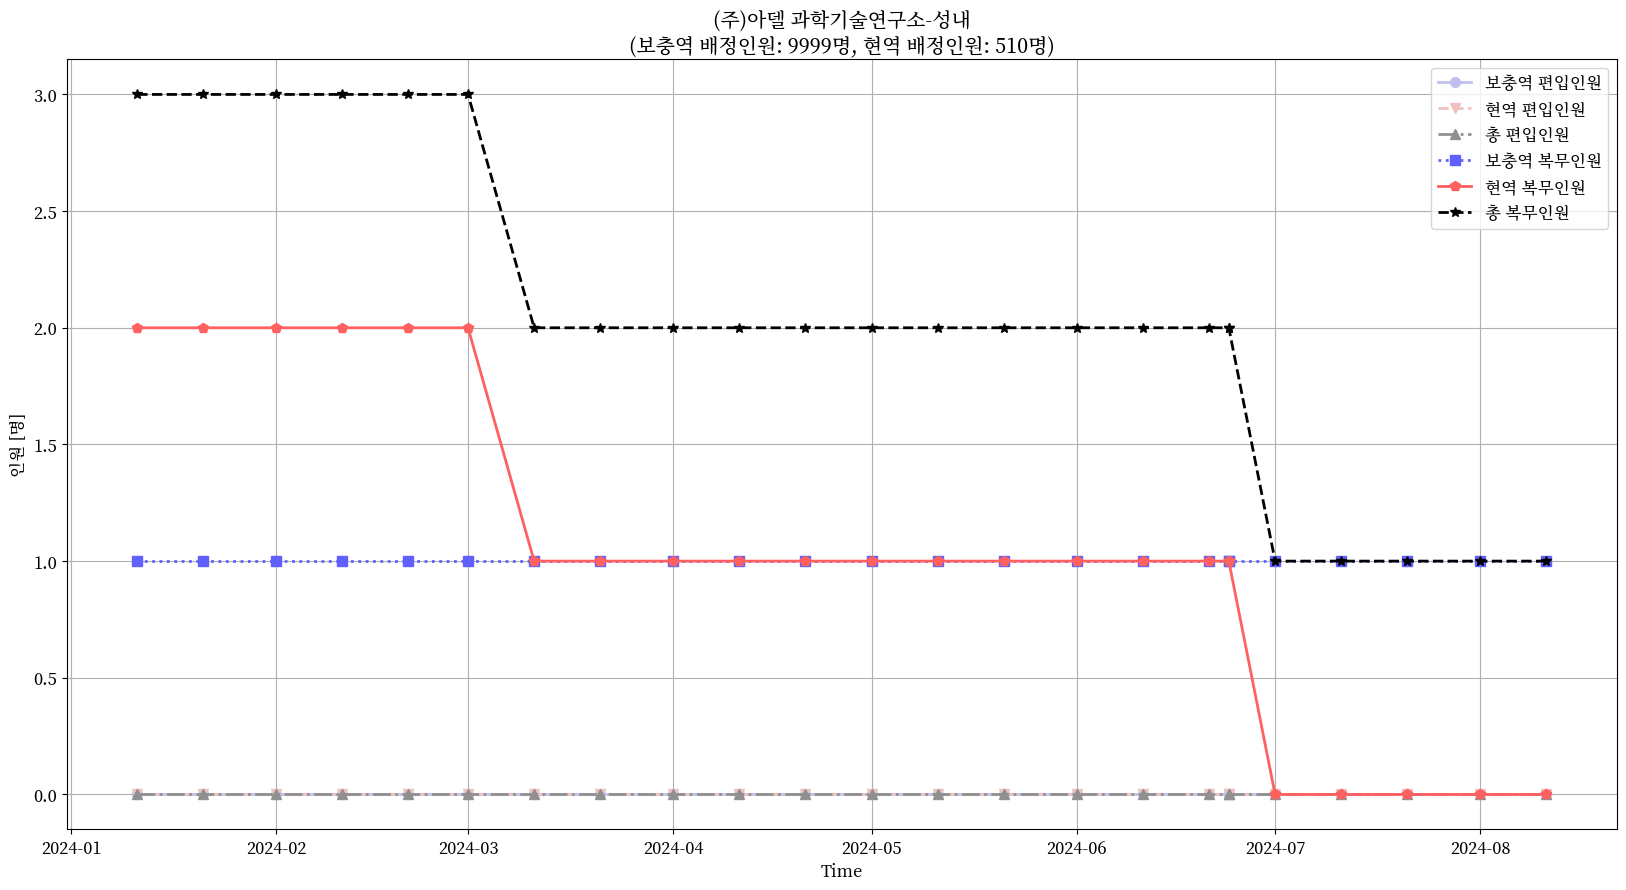 (주)아델 과학기술연구소-성내
(보충역 배정인원: 9999명, 현역 배정인원: 510명)
보충역 편입인원
현역 편입인원
총 편입인원
보충역 복무인원
현역 복무인원
총 복무인원
인원 [명]
3.0
2.5
2.0
1.5
1.0
0.5
0.0
2024-01
2024-02
2024-03
2024-04
2024-05
2024-06
2024-07
2024-08
Time